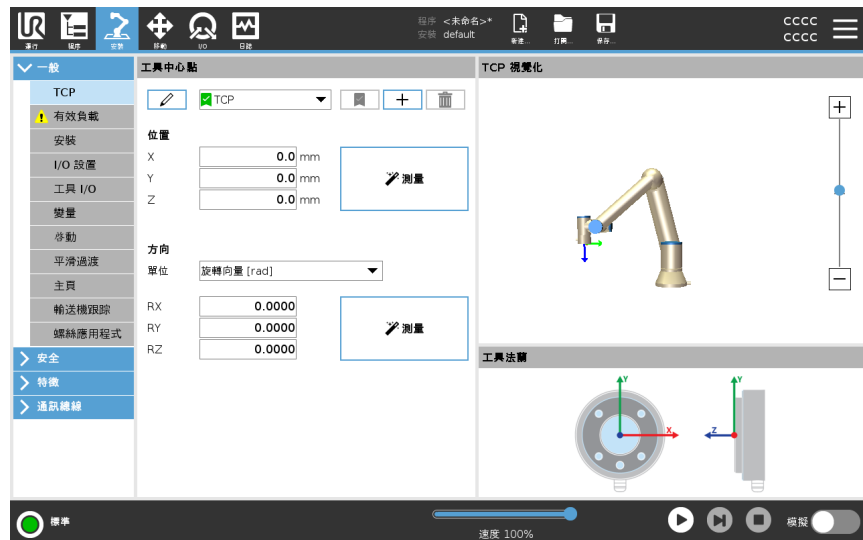 UR
運行
程序
安裝
移動
I/O
日誌
程序 <未命名>*
安裝 default
新建...
打開...
保存...
CCCC
CCCC
一般
TCP
有效負載
安裝
I/O 設置
工具 I/O
變量
啓動
平滑過渡
主頁
輸送機跟踪
螺絲應用程式
安全
特徵
通訊總線
工具中心點
TCP
位置
X 0.0 mm
Y 0.0 mm
Z 0.0 mm
測量
方向
單位 旋轉向量 [rad]
RX 0.0000
RY 0.0000
RZ 0.0000
測量
TCP 視覺化
工具法蘭
Y
X
Y
Z
標準
速度 100%
模擬